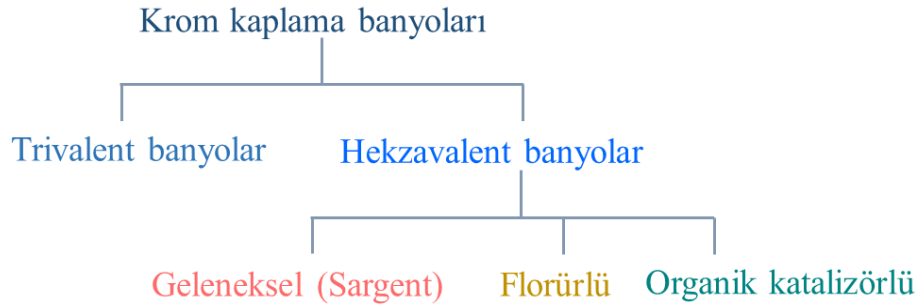 Krom kaplama banyoları
Trivalent banyolar
Hekzavalent banyolar
Geleneksel (Sargent)
Florürlü
Organik katalizörlü